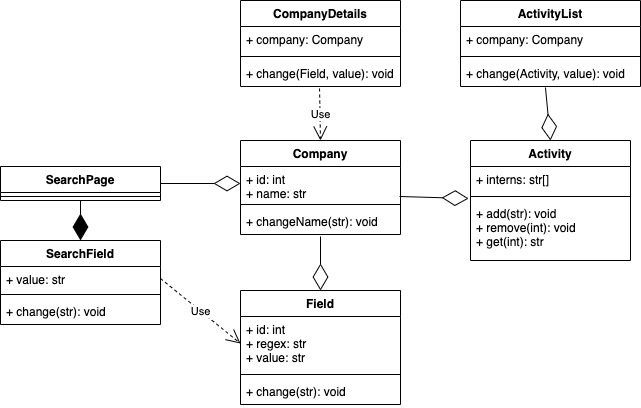 CompanyDetails
+ company: Company
+ change(Field, value): void
ActivityList
+ company: Company
+ change(Activity, value): void
Use
Company
+ id: int
+ name: str
+ changeName(str): void
Activity
+ interns: str[]
+ add(str): void
+ remove(int): void
+ get(int): str
SearchPage
SearchField
+ value: str
+ change(str): void
Use
Field
+ id: int
+ regex: str
+ value: str
+ change(str): void